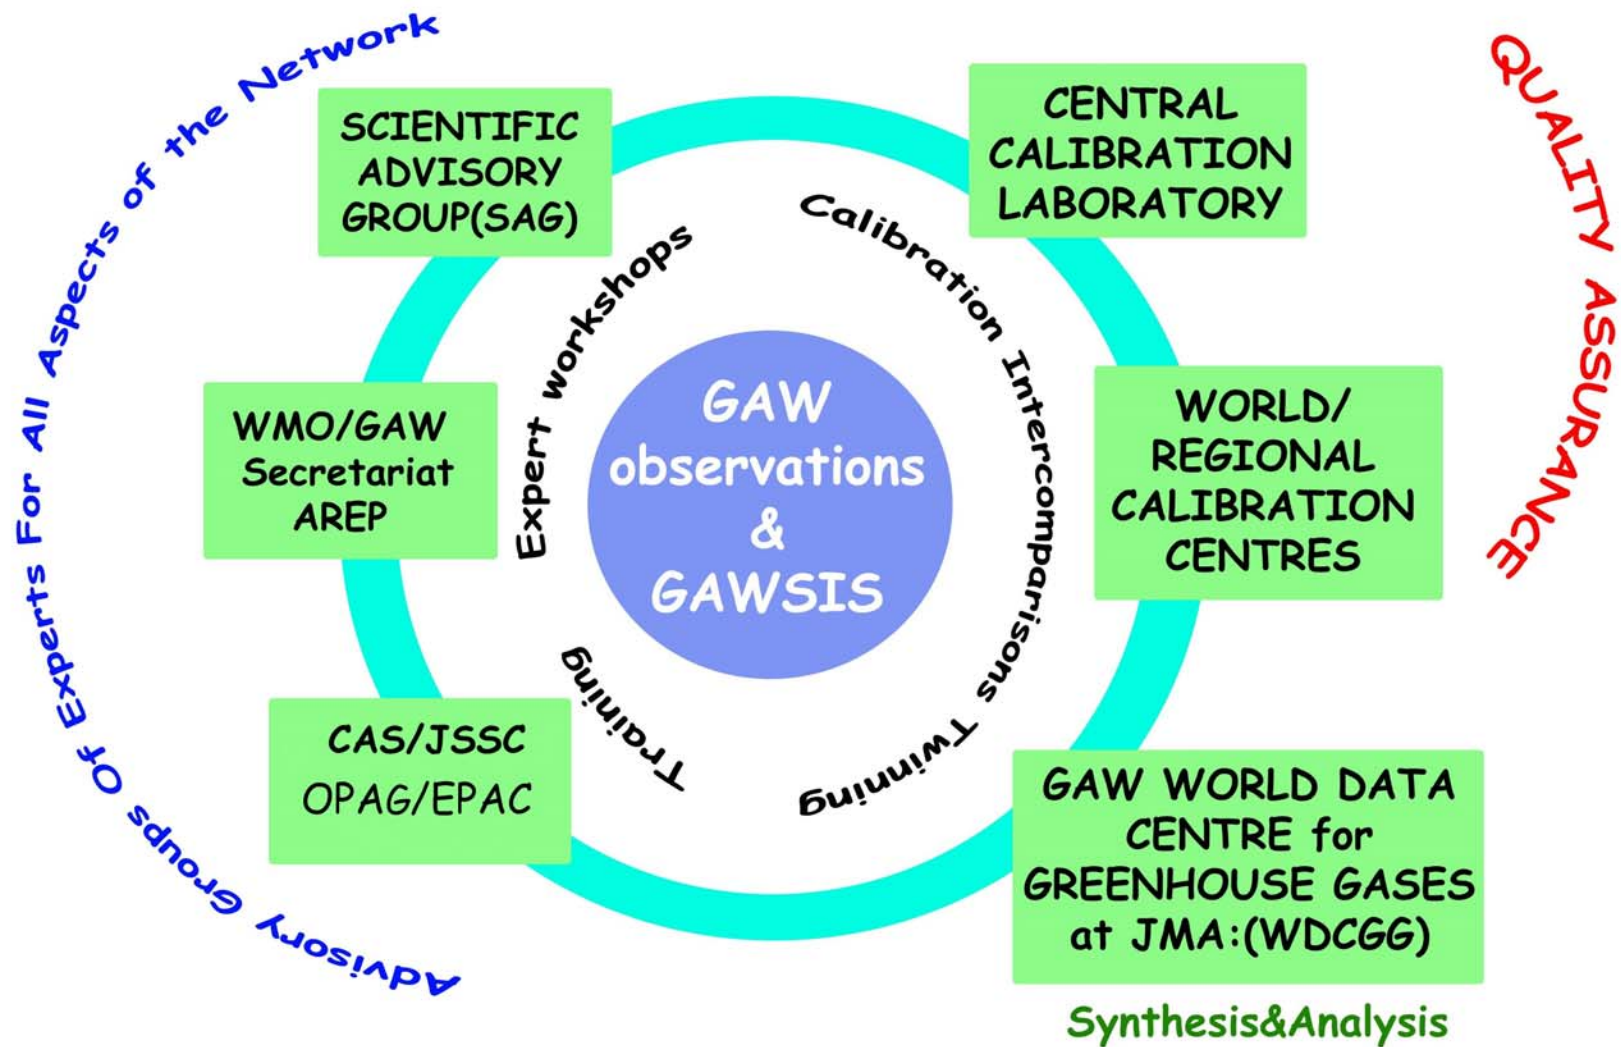 Advisory Groups Of Experts For All Aspects of the Network
SCIENTIFIC
ADVISORY
GROUP(SAG)
WMO/GAW
Secretariat
AREP
CAS/JSSC
OPAG/EPAC
Expert workshops
Training
GAW
observations
&
GAWSIS
Calibration Intercomparisons Twinning
CENTRAL
CALIBRATION
LABORATORY
WORLD/
REGIONAL
CALIBRATION
CENTRES
GAW WORLD DATA
CENTRE for
GREENHOUSE GASES
at JMA:(WDCGG)
Synthesis&Analysis
QUALITY ASSURANCE